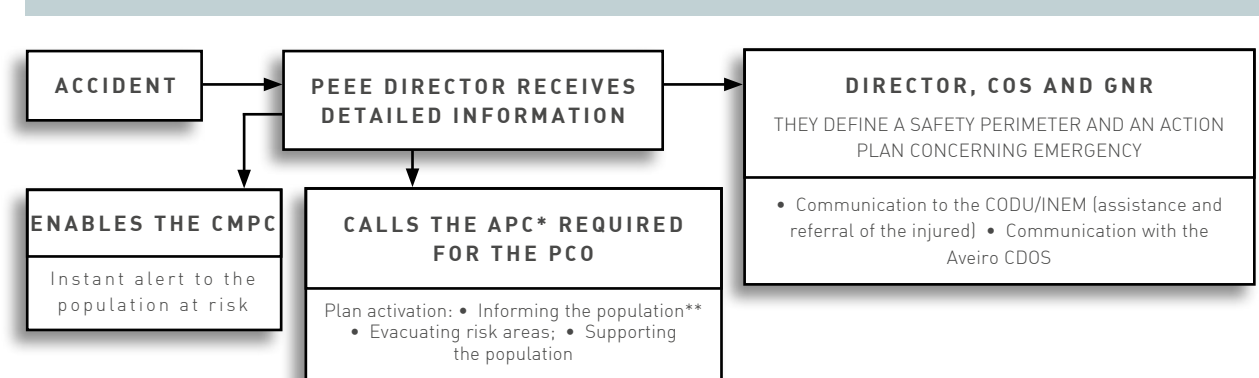 ACCIDENT
PEEE DIRECTOR RECEIVES
DETAILED INFORMATION
DIRECTOR, COS AND GNR
THEY DEFINE A SAFETY PERIMETER AND AN ACTION
PLAN CONCERNING EMERGENCY
• Communication to the CODU/INEM (assistance and
referral of the injured) • Communication with the
Aveiro CDOS
ENABLES THE CMPC
Instant alert to the
population at risk
CALLS THE APC* REQUIRED
FOR THE PCO
Plan activation: • Informing the population**
• Evacuating risk areas; • Supporting
the population